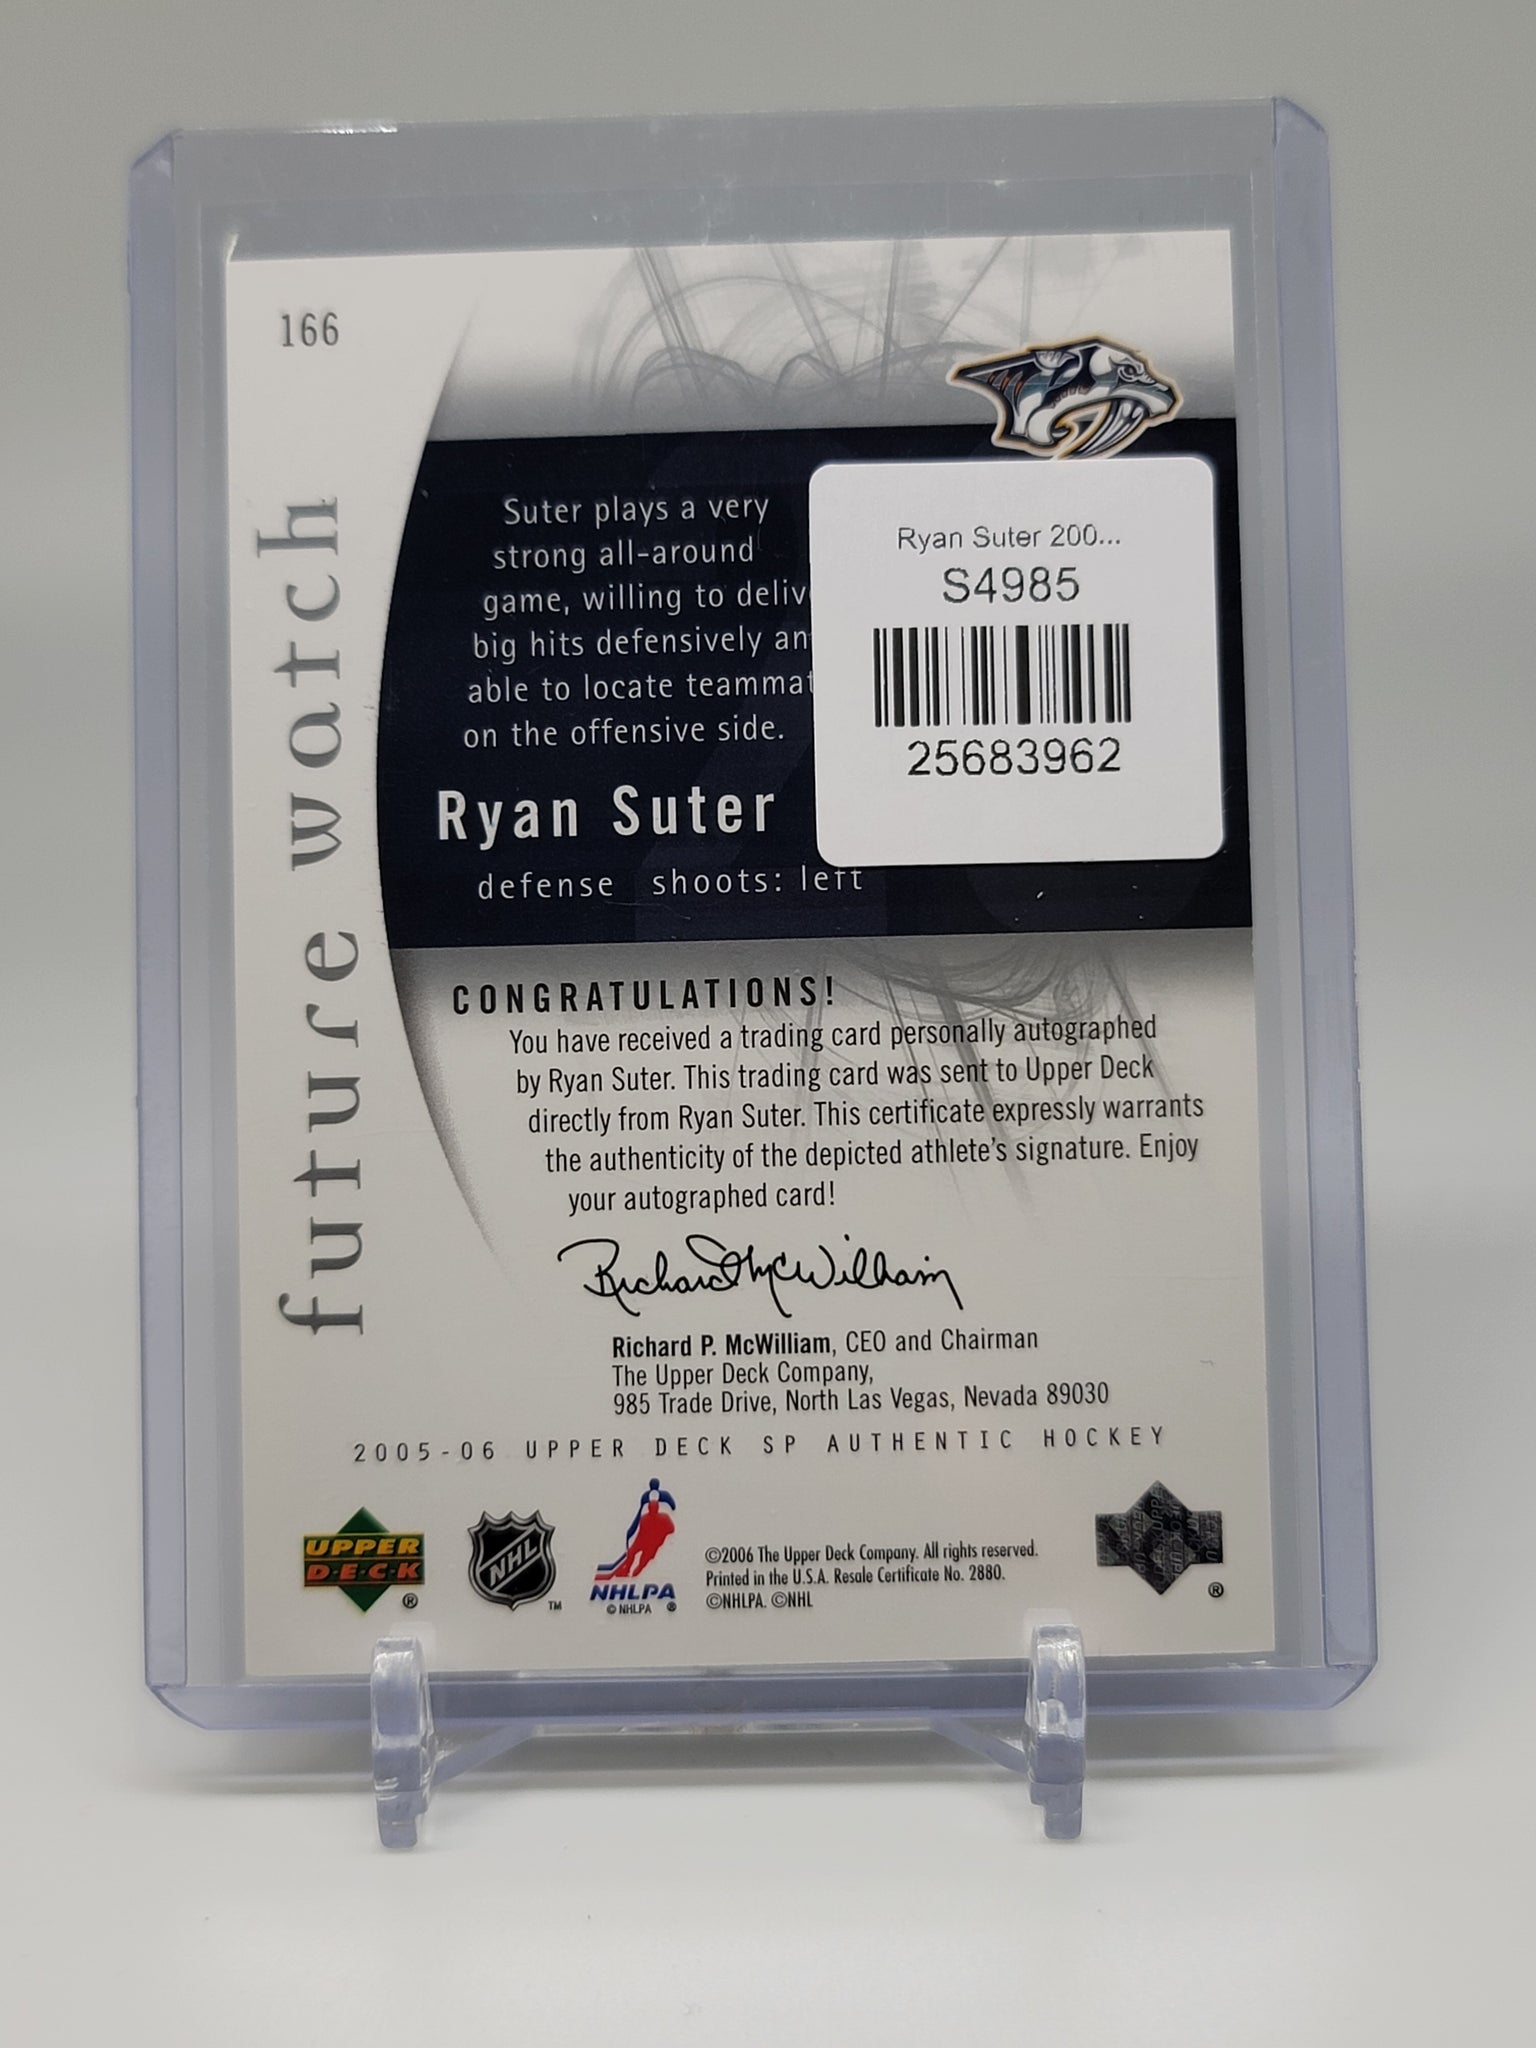 166
future watch
Suter plays a very
strong all-around
game, willing to
big hits defensively
able to locate
on the offensive side.
Ryan Suter
defense shoots: left
Ryan Suter 200...
S4985
25683962
CONGRATULATIONS!
You have received a trading card personally autographed
by Ryan Suter. This trading card was sent to Upper Deck
directly from Ryan Suter. This certificate expressly warrants
the authenticity of the depicted athlete's signature. Enjoy
your autographed card!
Richard McWilliam
Richard P. McWilliam, CEO and Chairman
The Upper Deck Company,
985 Trade Drive, North Las Vegas, Nevada 89030
2005-06 UPPER DECK SP AUTHENTIC HOCKEY
UPPER
D·E·C·K
®
NHL
™
NHLPA
© NHLPA ®
©2006 The Upper Deck Company. All rights reserved.
Printed in the U.S.A. Resale Certificate No. 2880.
©NHLPA. ©NHL
®